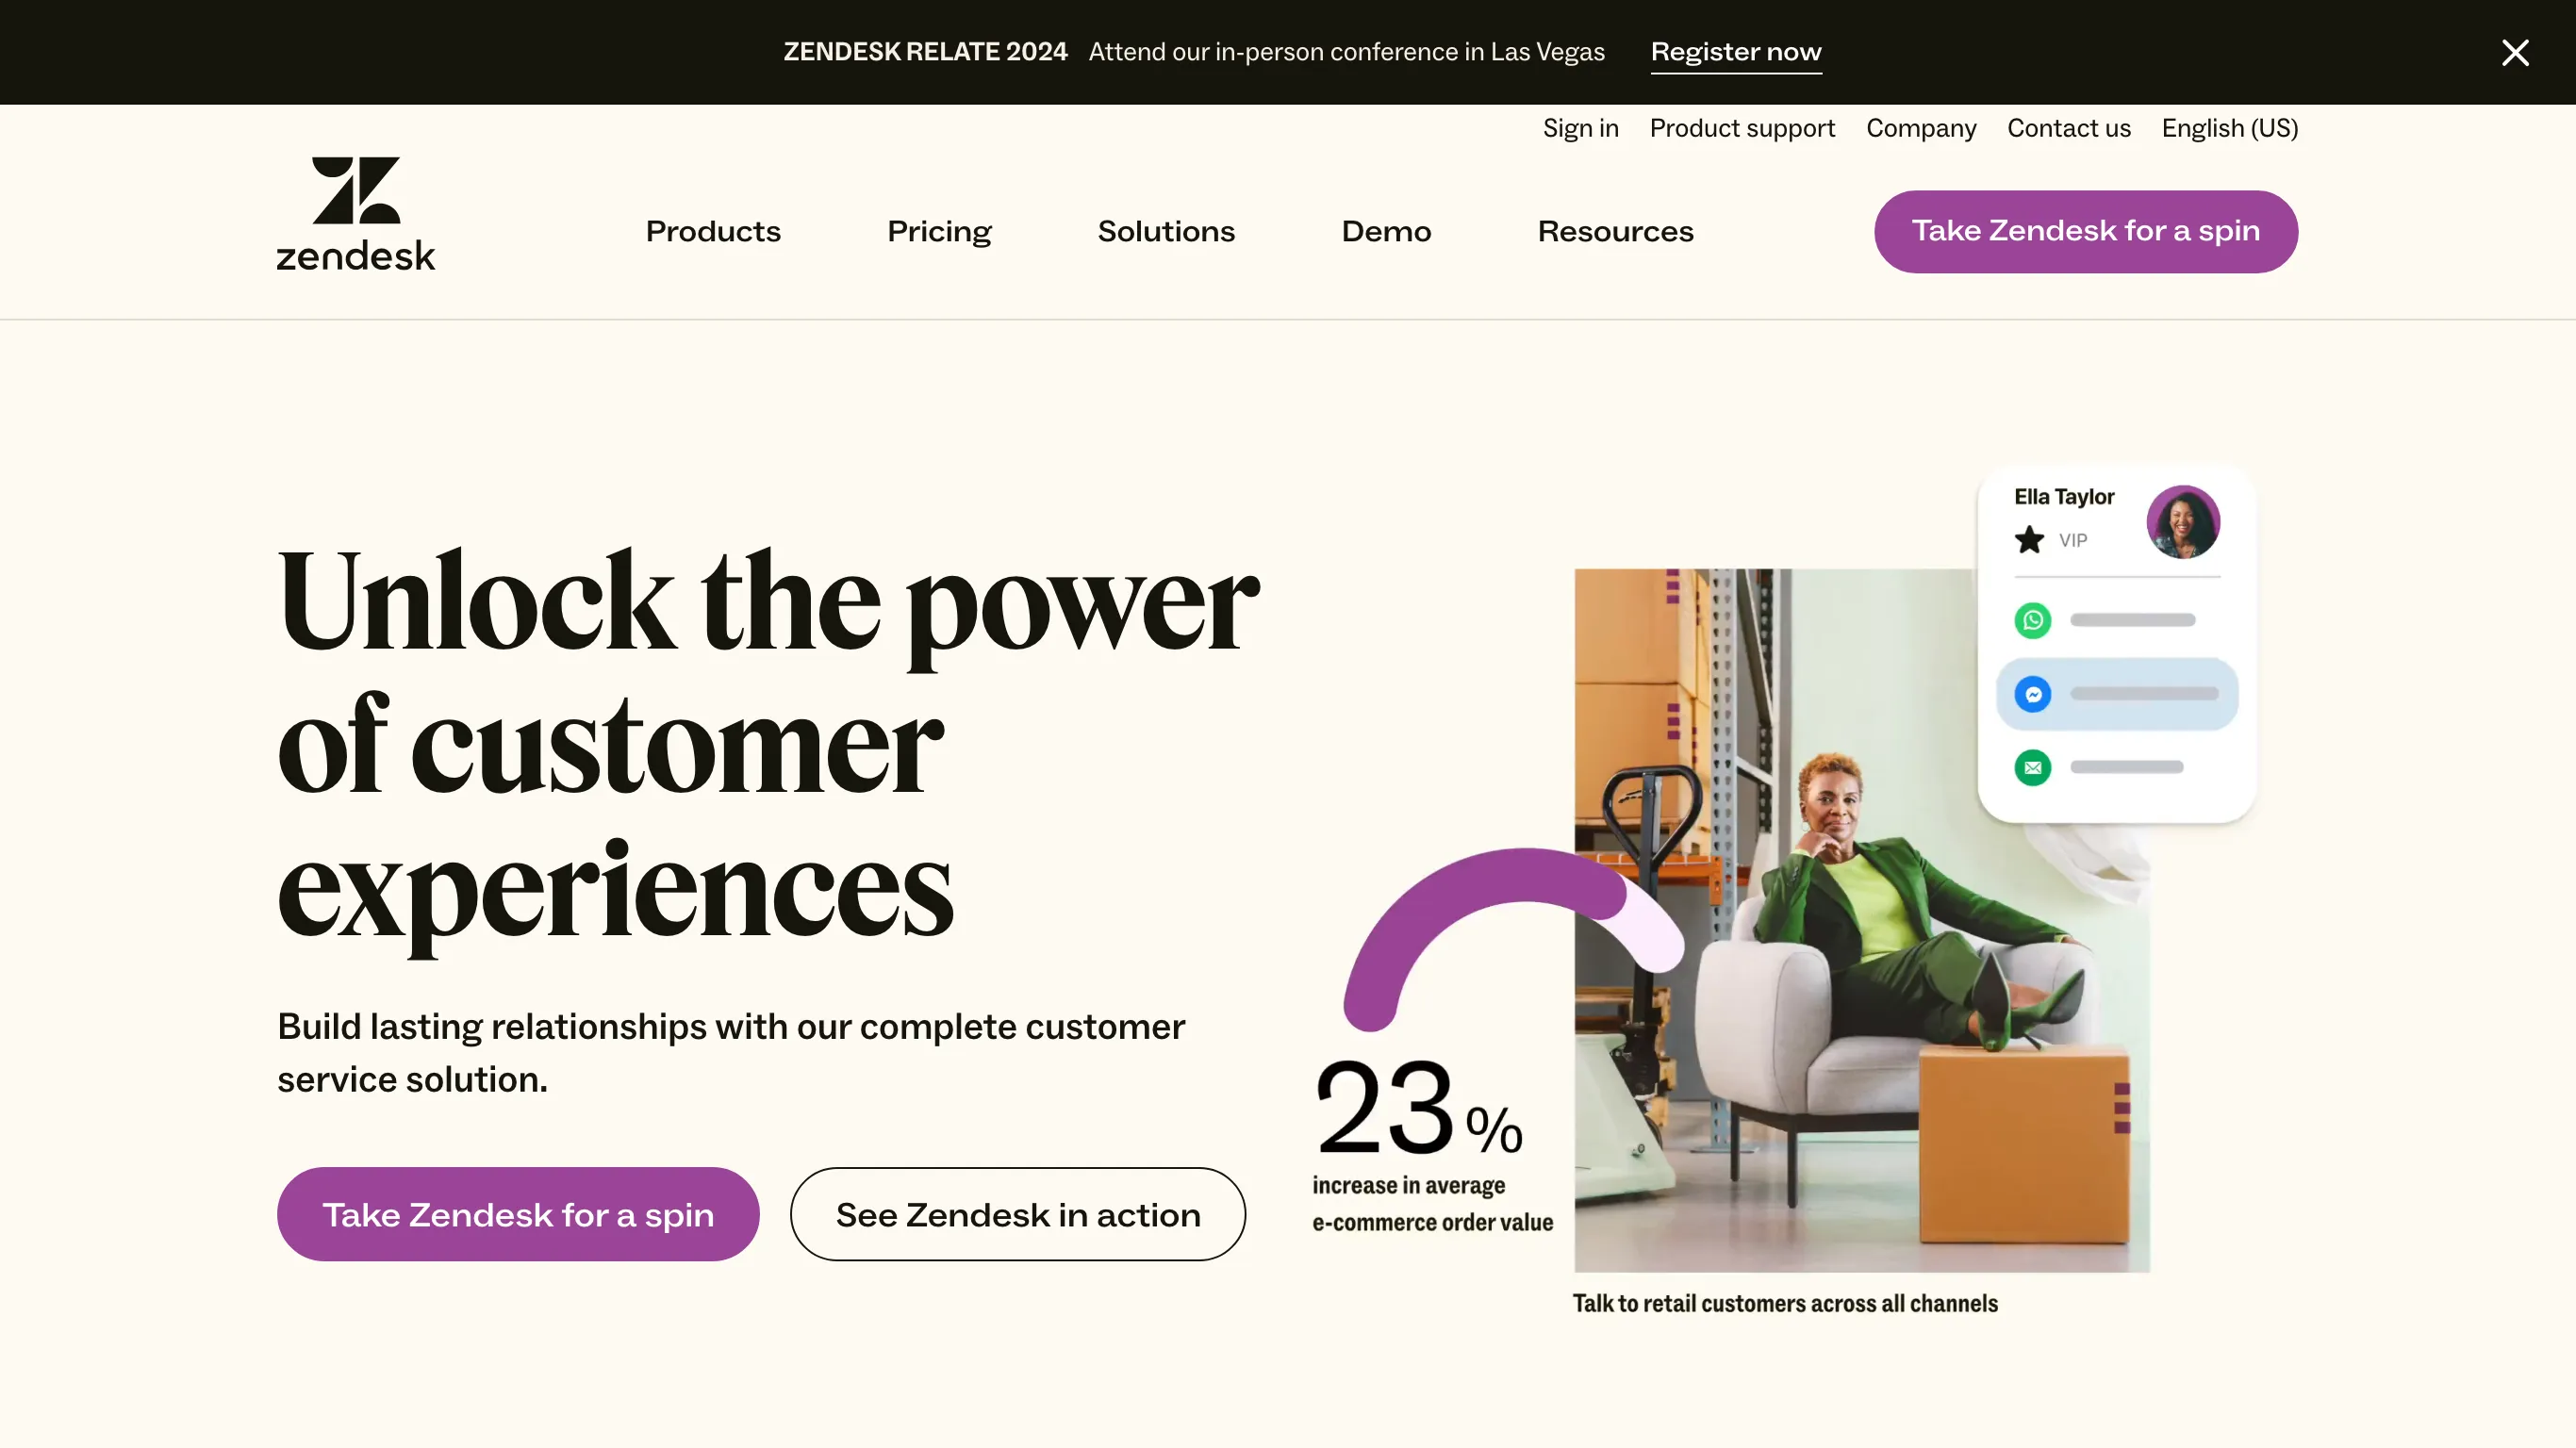 ZENDESK RELATE 2024 Attend our in-person conference in Las Vegas Register now
Sign in Product support Company Contact us English (US)
zendesk
Products Pricing Solutions Demo Resources Take Zendesk for a spin
Unlock the power
of customer
experiences
Build lasting relationships with our complete customer
service solution.
Take Zendesk for a spin See Zendesk in action
Ella Taylor
VIP
23%
increase in average
e-commerce order value
Talk to retail customers across all channels